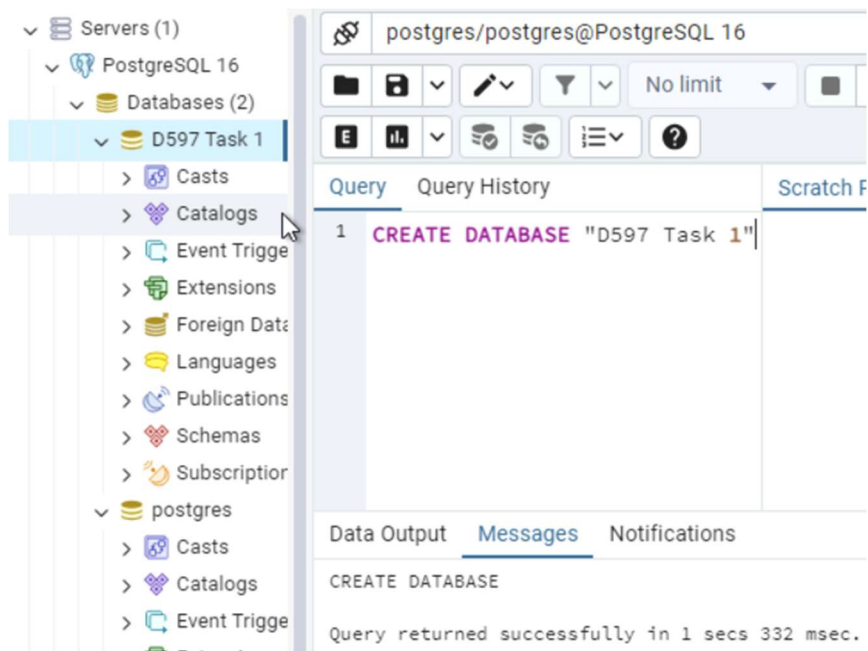 Servers (1)
PostgreSQL 16
Databases (2)
D597 Task 1
Casts
Catalogs
Event Trigge
Extensions
Foreign Data
Languages
Publications
Schemas
Subscription
postgres
Casts
Catalogs
Event Trigge
postgres/postgres@PostgreSQL 16
No limit
E
Query
Query History
Scratch P
1
CREATE DATABASE "D597 Task 1"
Data Output
Messages
Notifications
CREATE DATABASE
Query returned successfully in 1 secs 332 msec.